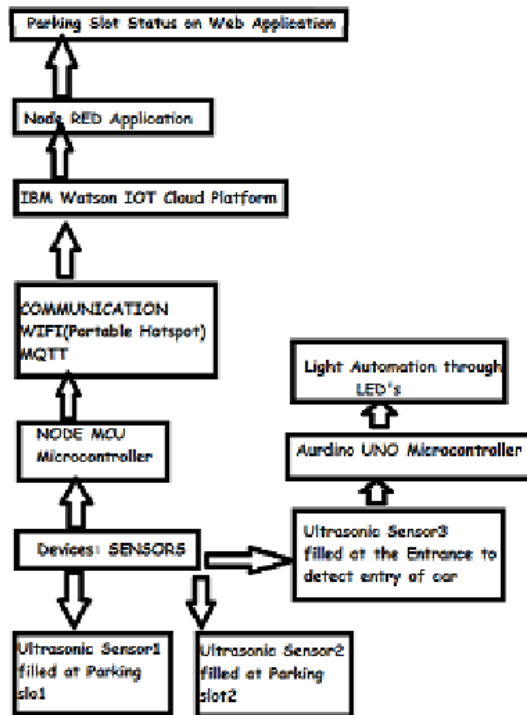 Parking Slot Status on Web Application
Node RED Application
IBM Watson IOT Cloud Platform
COMMUNICATION
WIFI(Portable Hotspot)
MQTT
Light Automation through
LED's
NODE MCU
Microcontroller
Aurdino UNO Microcontroller
Devices: SENSORS
Ultrasonic Sensor3
filled at the Entrance to
detect entry of car
Ultrasonic Sensor1
filled at Parking
slo1
Ultrasonic Sensor2
filled at Parking
slot2